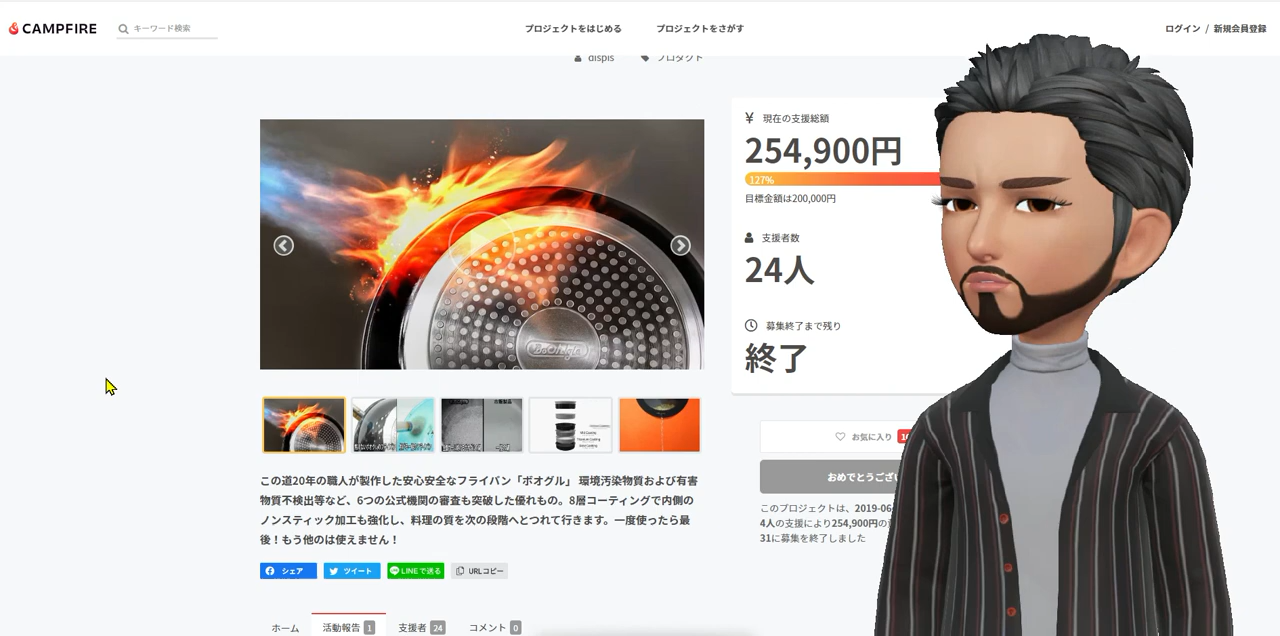 CAMPFIRE
キーワード検索
プロジェクトをはじめる
プロジェクトをさがす
ログイン / 新規会員登録
displs
プロダクト
¥ 現在の支援総額
254,900円
127%
目標金額は200,000円
支援者数
24人
募集終了まで残り
終了
お気に入り
おめでとうござい
このプロジェクトは、2019-06
4人の支援により254,900円の
31に募集を終了しました
この道20年の職人が製作した安心安全なフライパン「ボオグル」 環境汚染物質および有害
物質不検出等など、6つの公式機関の審査も突破した優れもの。8層コーティングで内側の
ノンスティック加工も強化し、料理の質を次の段階へとつれて行きます。一度使ったら最
後！もう他のは使えません！
シェア
ツイート
LINEで送る
URLコピー
ホーム
活動報告 1
支援者 24
コメント 0